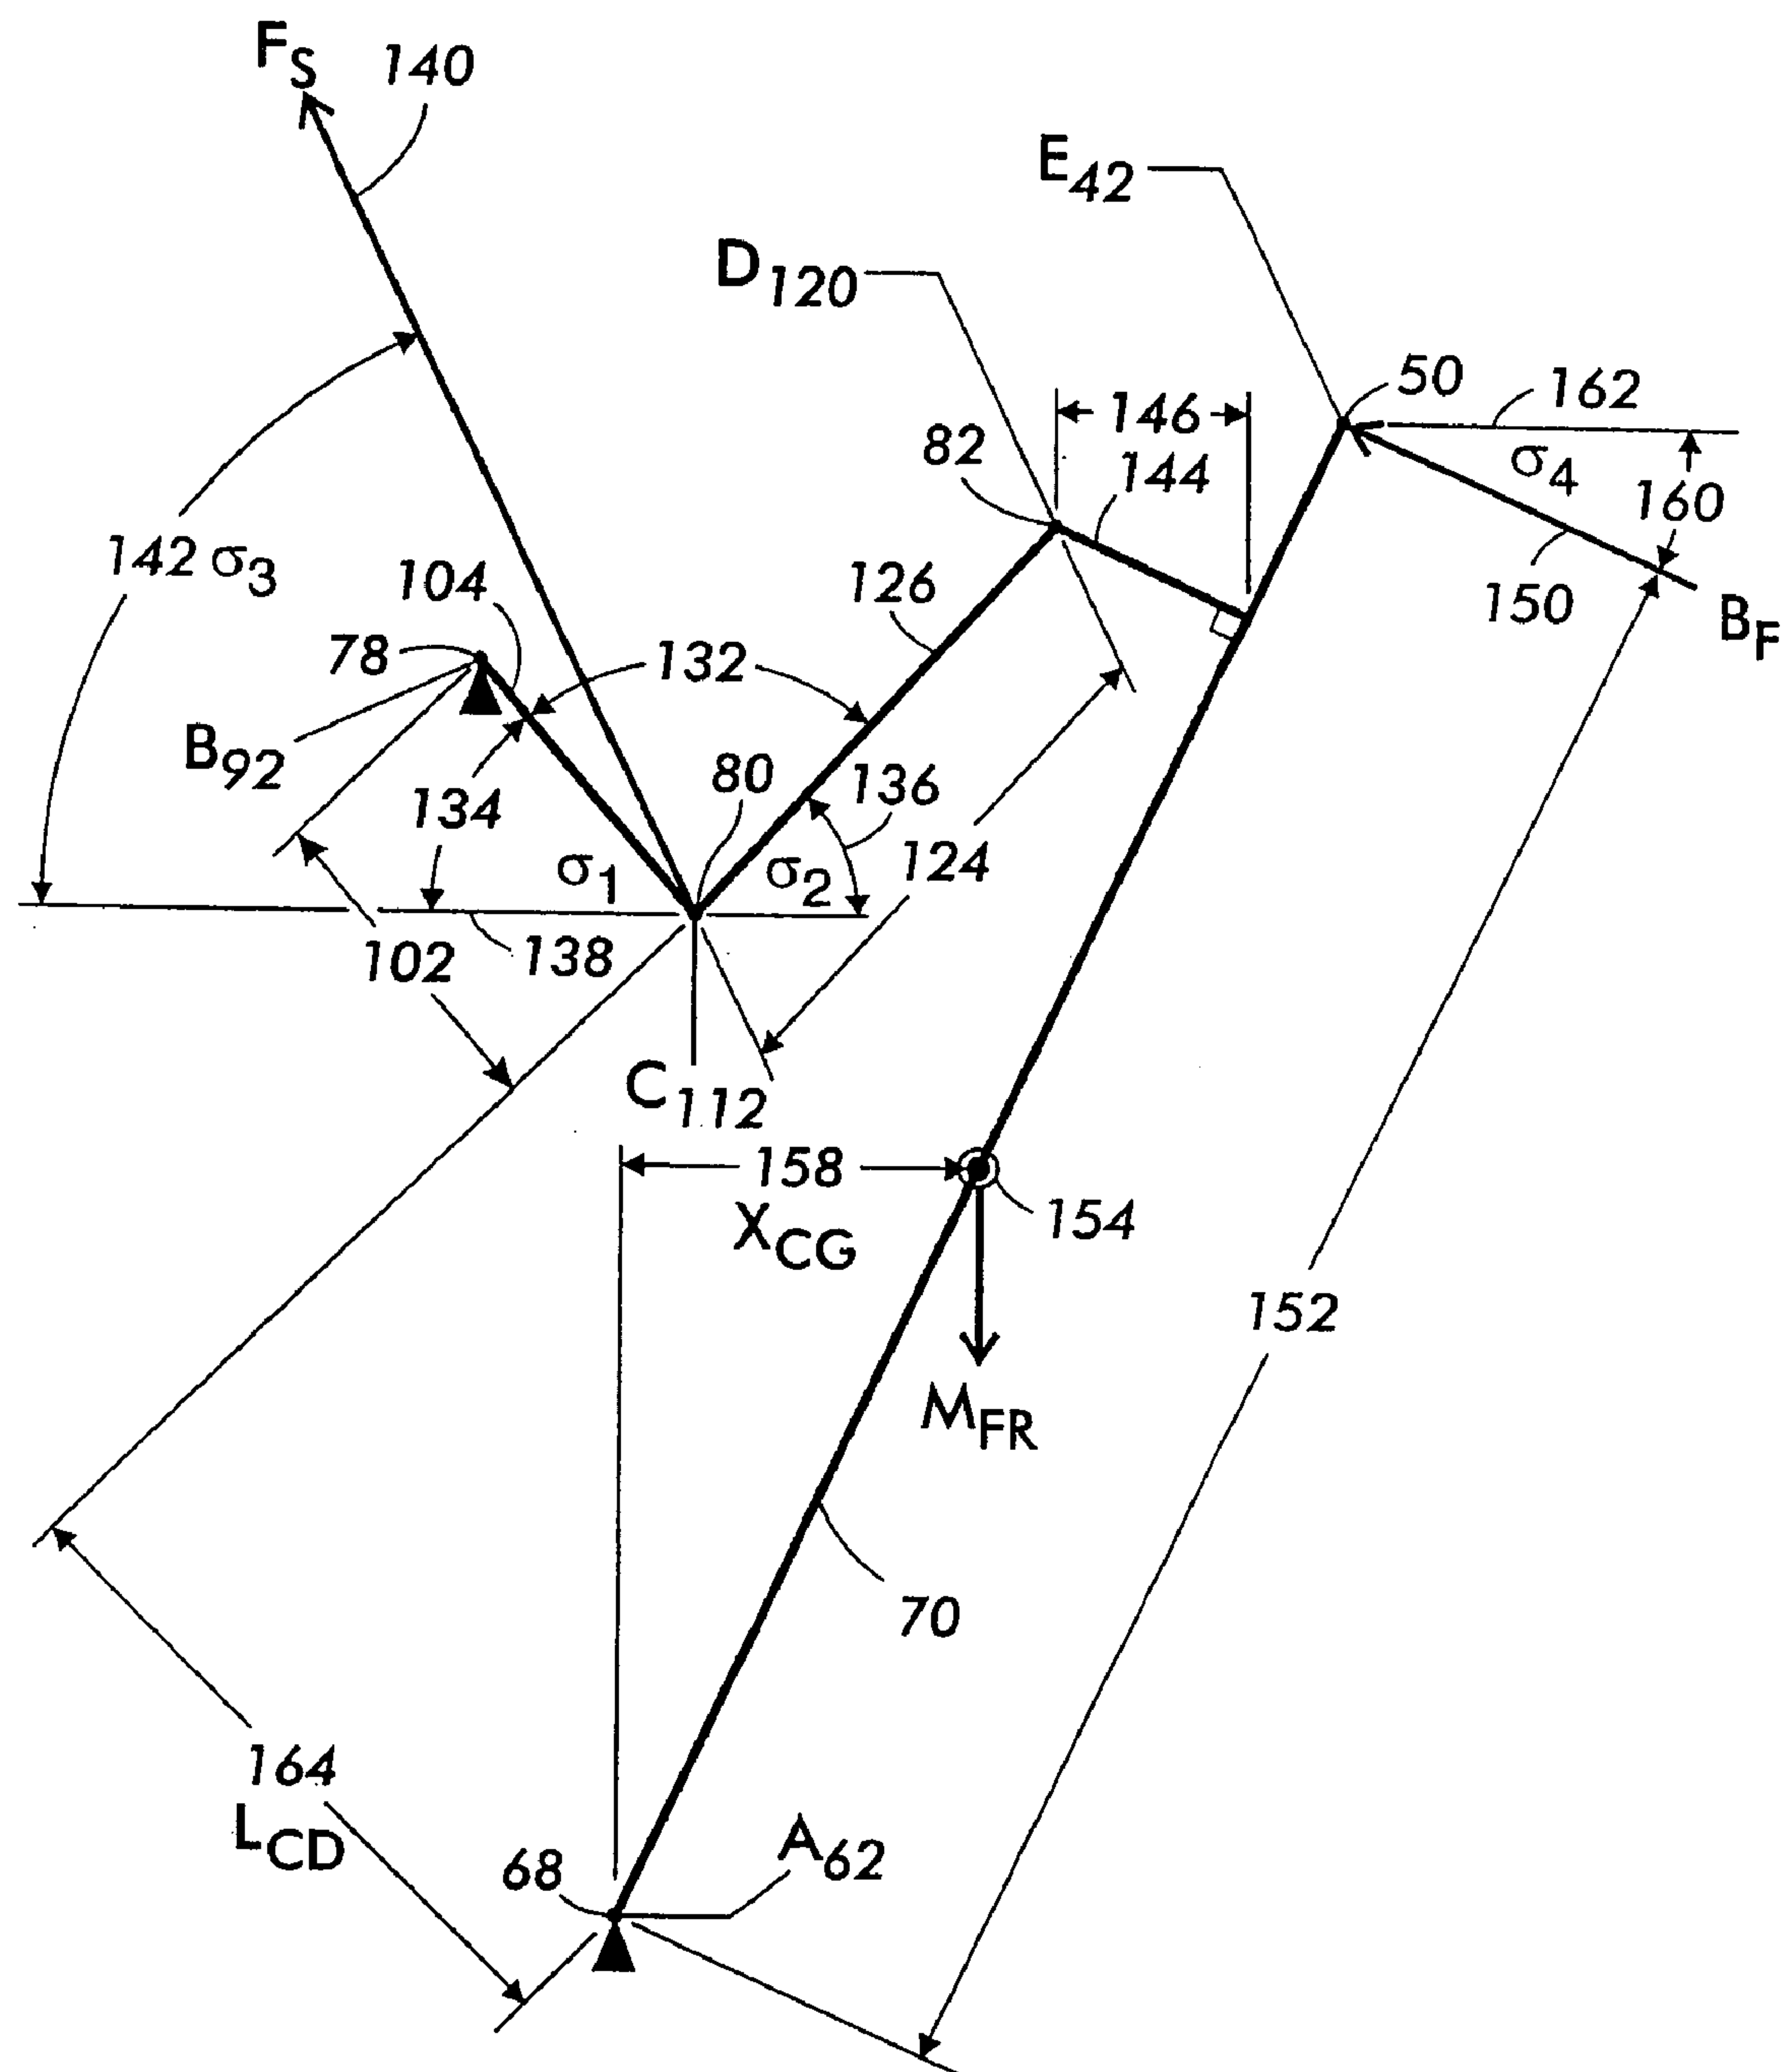 F_S
140
E_42
D_120
50
162
146
82
144
σ_4
160
142 σ_3
104
126
150
B_F
78
132
B_92
80
136
134
σ_1
σ_2
124
102
138
C_112
158
X_CG
154
152
M_FR
70
164
L_CD
68
A_62